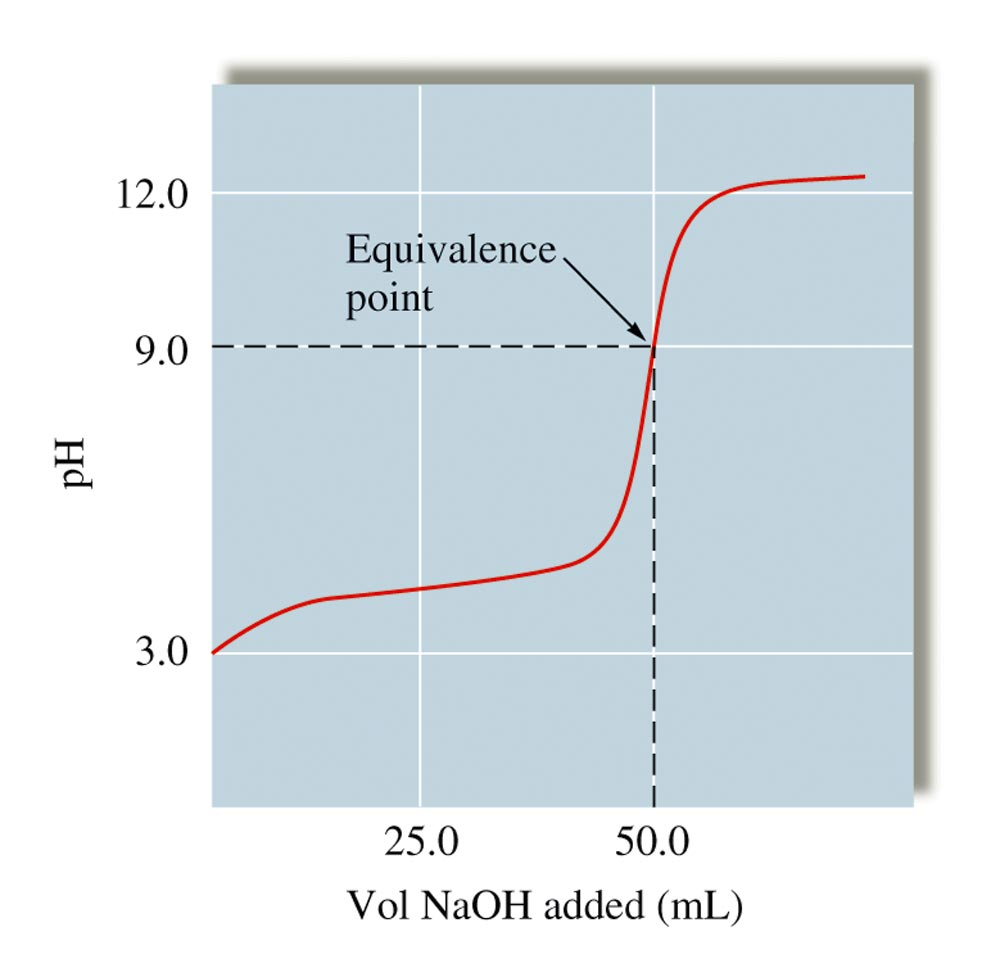 12.0
Equivalence
point
9.0
pH
3.0
25.0 50.0
Vol NaOH added (mL)